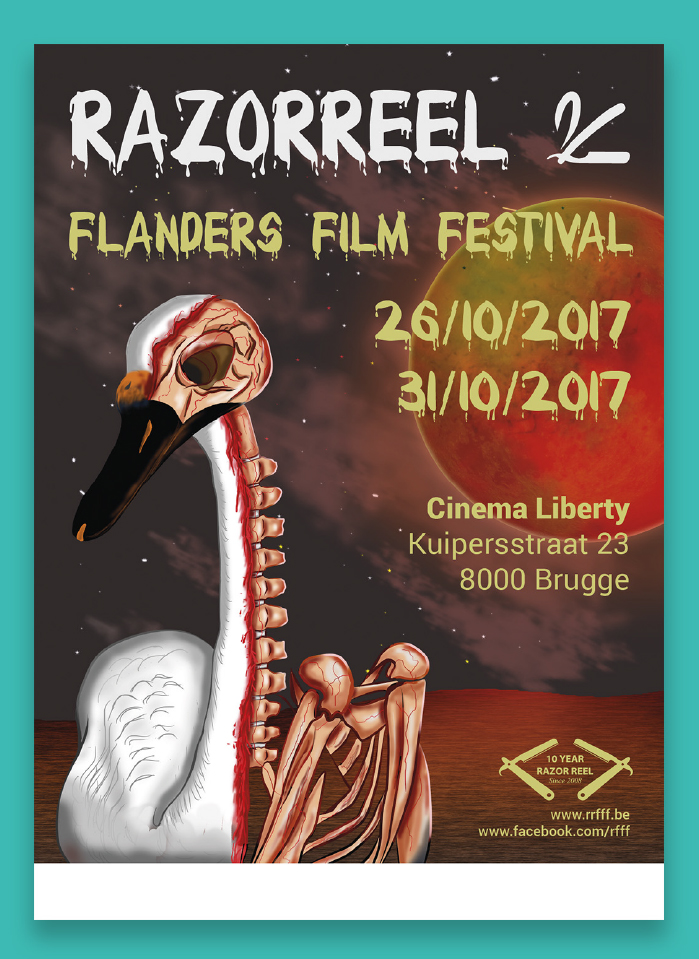 RAZORREEL
FLANDERS FILM FESTIVAL
26/10/2017
31/10/2017
Cinema Liberty
Kuipersstraat 23
8000 Brugge
10 YEAR
RAZOR REEL
Since 2008
www.rrfff.be
www.facebook.com/rfff